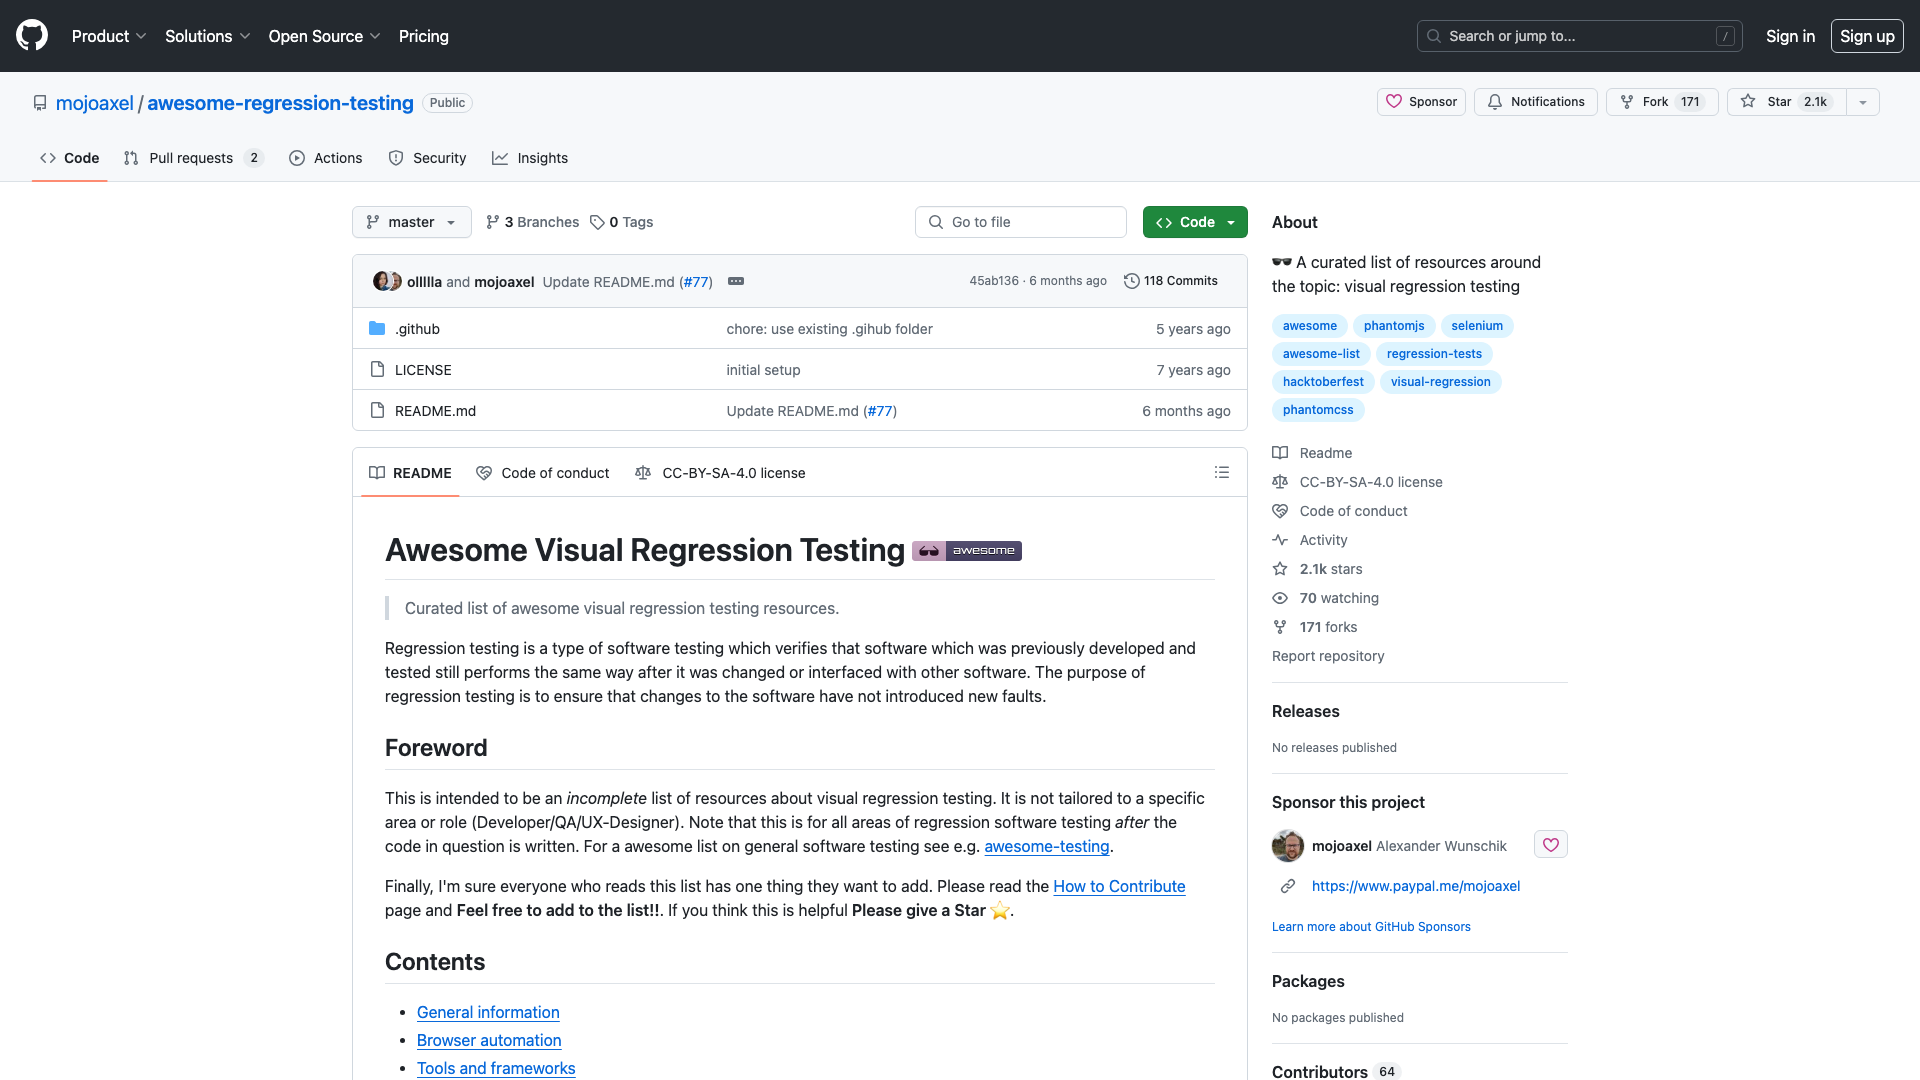 Product Solutions Open Source Pricing Search or jump to... / Sign in Sign up
mojoaxel / awesome-regression-testing Public Sponsor Notifications Fork 171 Star 2.1k
Code Pull requests 2 Actions Security Insights
master 3 Branches 0 Tags Go to file Code
ollllla and mojoaxel Update README.md (#77) 45ab136 · 6 months ago 118 Commits
.github chore: use existing .gihub folder 5 years ago
LICENSE initial setup 7 years ago
README.md Update README.md (#77) 6 months ago
README Code of conduct CC-BY-SA-4.0 license
Awesome Visual Regression Testing awesome
Curated list of awesome visual regression testing resources.
Regression testing is a type of software testing which verifies that software which was previously developed and
tested still performs the same way after it was changed or interfaced with other software. The purpose of
regression testing is to ensure that changes to the software have not introduced new faults.
Foreword
This is intended to be an incomplete list of resources about visual regression testing. It is not tailored to a specific
area or role (Developer/QA/UX-Designer). Note that this is for all areas of regression software testing after the
code in question is written. For a awesome list on general software testing see e.g. awesome-testing.
Finally, I'm sure everyone who reads this list has one thing they want to add. Please read the How to Contribute
page and Feel free to add to the list!!. If you think this is helpful Please give a Star ⭐.
Contents
• General information
• Browser automation
• Tools and frameworks
About
🕶 A curated list of resources around
the topic: visual regression testing
awesome phantomjs selenium
awesome-list regression-tests
hacktoberfest visual-regression
phantomcss
Readme
CC-BY-SA-4.0 license
Code of conduct
Activity
2.1k stars
70 watching
171 forks
Report repository
Releases
No releases published
Sponsor this project
mojoaxel Alexander Wunschik
https://www.paypal.me/mojoaxel
Learn more about GitHub Sponsors
Packages
No packages published
Contributors 64